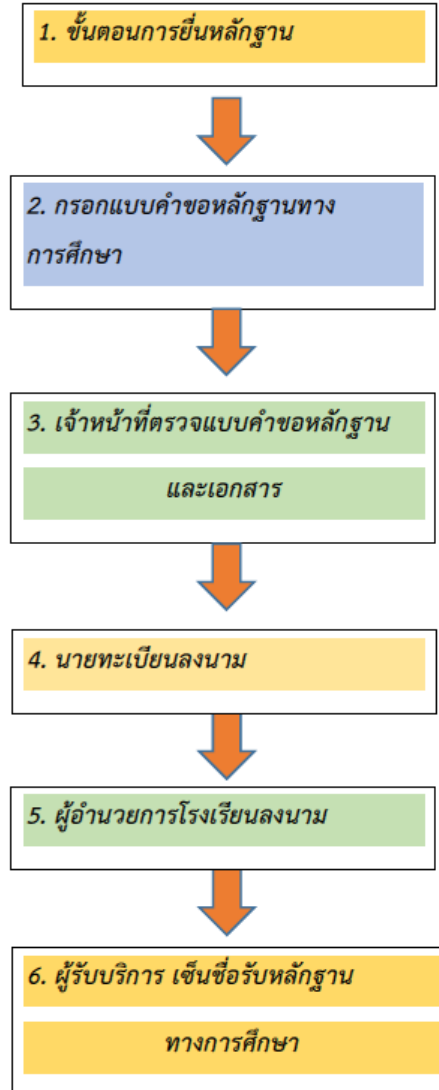 1. ขั้นตอนการยื่นหลักฐาน
2. กรอกแบบคำขอหลักฐานทาง
การศึกษา
3. เจ้าหน้าที่ตรวจแบบคำขอหลักฐาน
และเอกสาร
4. นายทะเบียนลงนาม
5. ผู้อำนวยการโรงเรียนลงนาม
6. ผู้รับบริการ เซ็นชื่อรับหลักฐาน
ทางการศึกษา